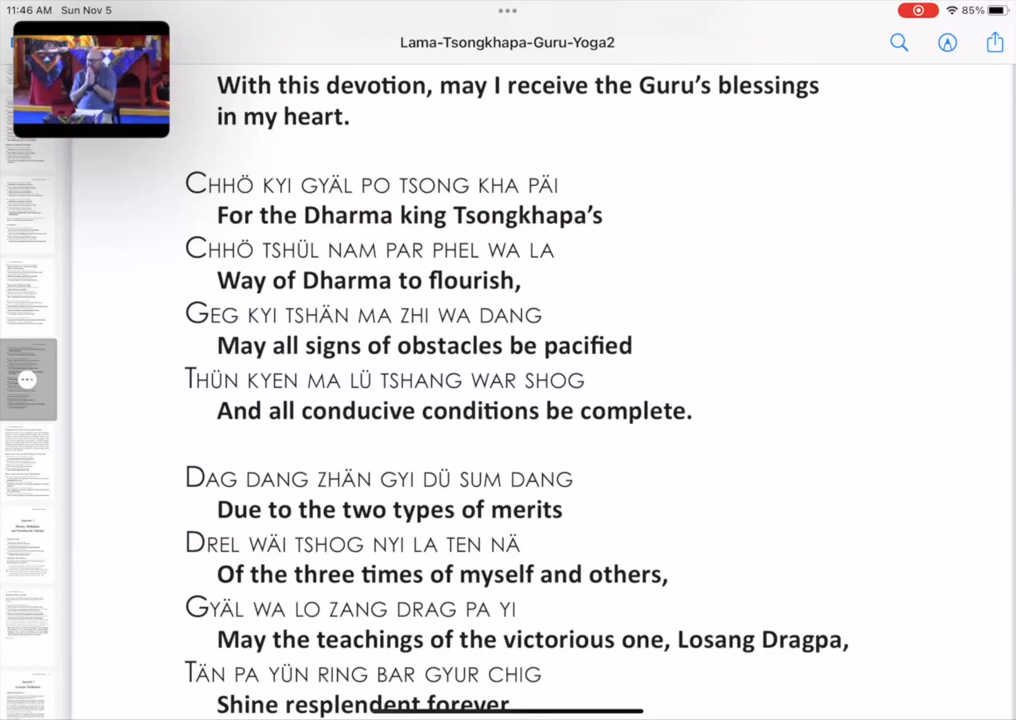 11:46 AM Sun Nov 5
85%
Lama-Tsongkhapa-Guru-Yoga2
With this devotion, may I receive the Guru's blessings
in my heart.
CHHÖ KYI GYÄL PO TSONG KHA PÄI
For the Dharma king Tsongkhapa's
CHHÖ TSHÜL NAM PAR PHEL WA LA
Way of Dharma to flourish,
GEG KYI TSHÄN MA ZHI WA DANG
May all signs of obstacles be pacified
THÜN KYEN MA LÜ TSHANG WAR SHOG
And all conducive conditions be complete.
DAG DANG ZHÄN GYI DÜ SUM DANG
Due to the two types of merits
DREL WÄI TSHOG NYI LA TEN NÄ
Of the three times of myself and others,
GYÄL WA LO ZANG DRAG PA YI
May the teachings of the victorious one, Losang Dragpa,
TÄN PA YÜN RING BAR GYUR CHIG
Shine resplendent forever